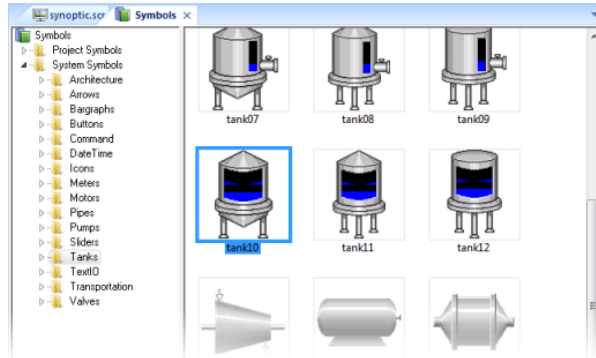 synoptic.scr
Symbols
Symbols
Project Symbols
System Symbols
Architecture
Arrows
Bargraphs
Buttons
Command
DateTime
Icons
Meters
Motors
Pipes
Pumps
Sliders
Tanks
TextIO
Transportation
Valves
tank07 tank08 tank09
tank10 tank11 tank12